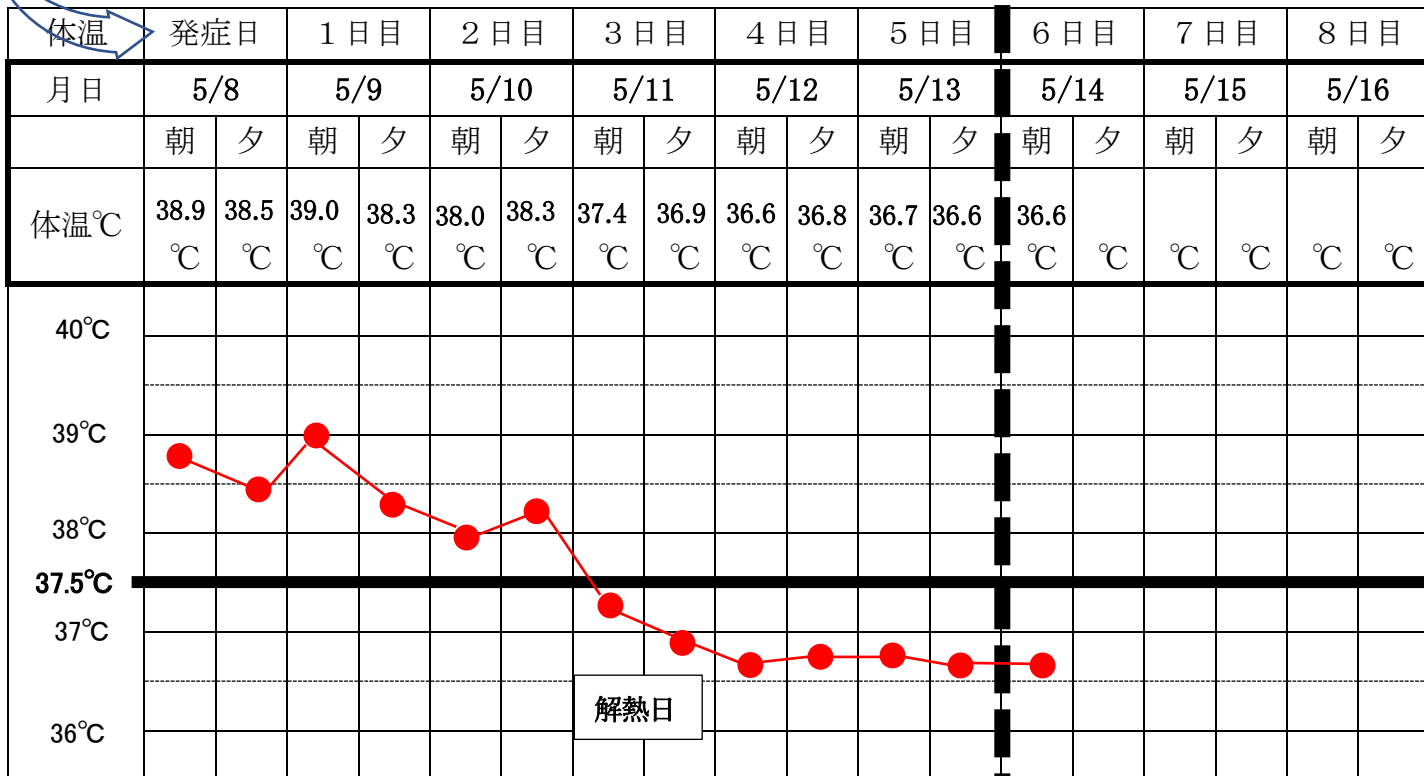 体温 発症日 １日目 ２日目 ３日目 ４日目 ５日目 ６日目 ７日目 ８日目
月日 5/8 5/9 5/10 5/11 5/12 5/13 5/14 5/15 5/16
朝 夕 朝 夕 朝 夕 朝 夕 朝 夕 朝 夕 朝 夕 朝 夕 朝 夕
体温℃ 38.9 38.5 39.0 38.3 38.0 38.3 37.4 36.9 36.6 36.8 36.7 36.6 36.6
℃ ℃ ℃ ℃ ℃ ℃ ℃ ℃ ℃ ℃ ℃ ℃ ℃ ℃ ℃ ℃ ℃ ℃
40℃
39℃
38℃
37.5℃
37℃
解熱日
36℃